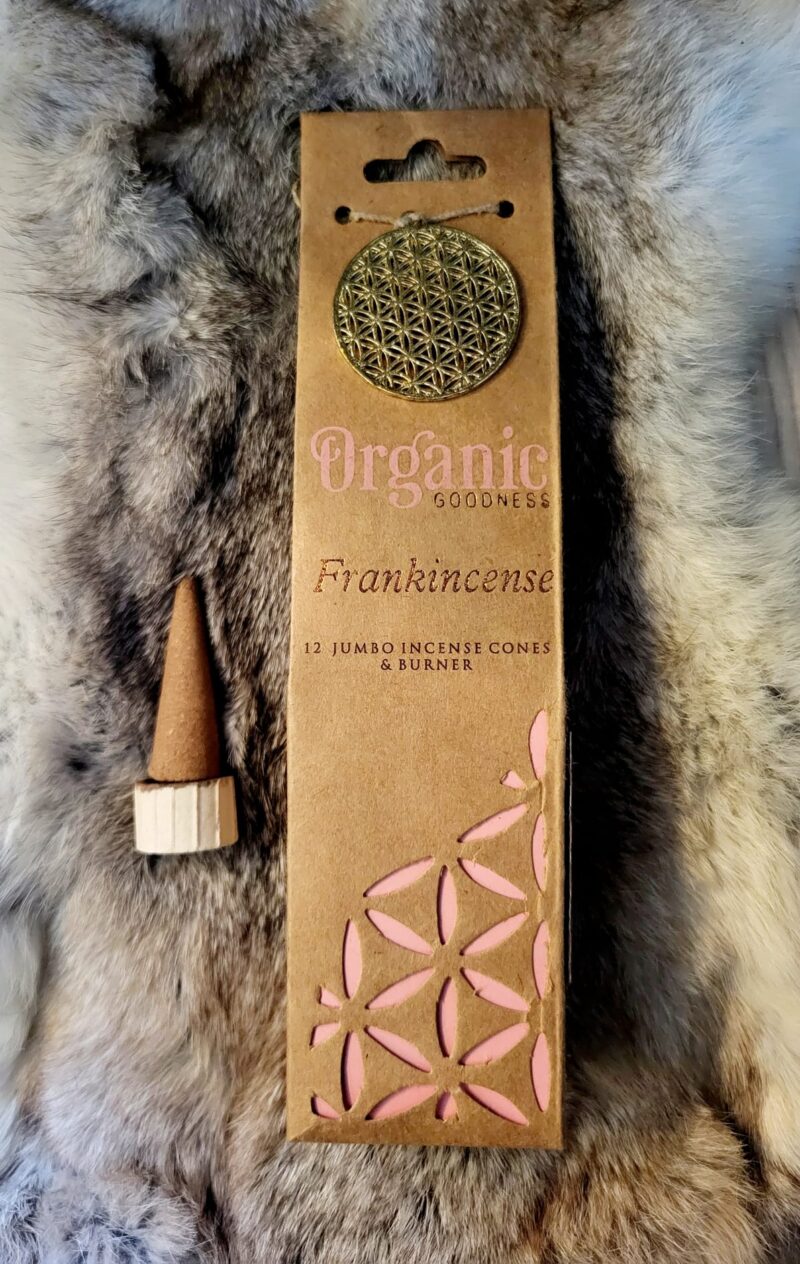 Organic
GOODNESS
Frankincense
12 JUMBO INCENSE CONES
& BURNER